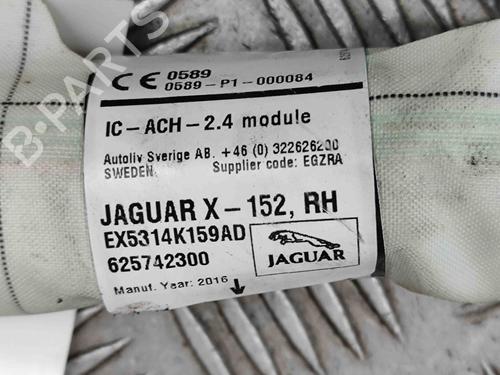 CE 0589
0589-P1-000084
IC-ACH-2.4 module
Autoliv Sverige AB. +46 (0) 322626200
SWEDEN. Supplier code: EGZRA
JAGUAR X-152, RH
EX5314K159AD
625742300
JAGUAR
Manuf. Year: 2016
B-PARTS